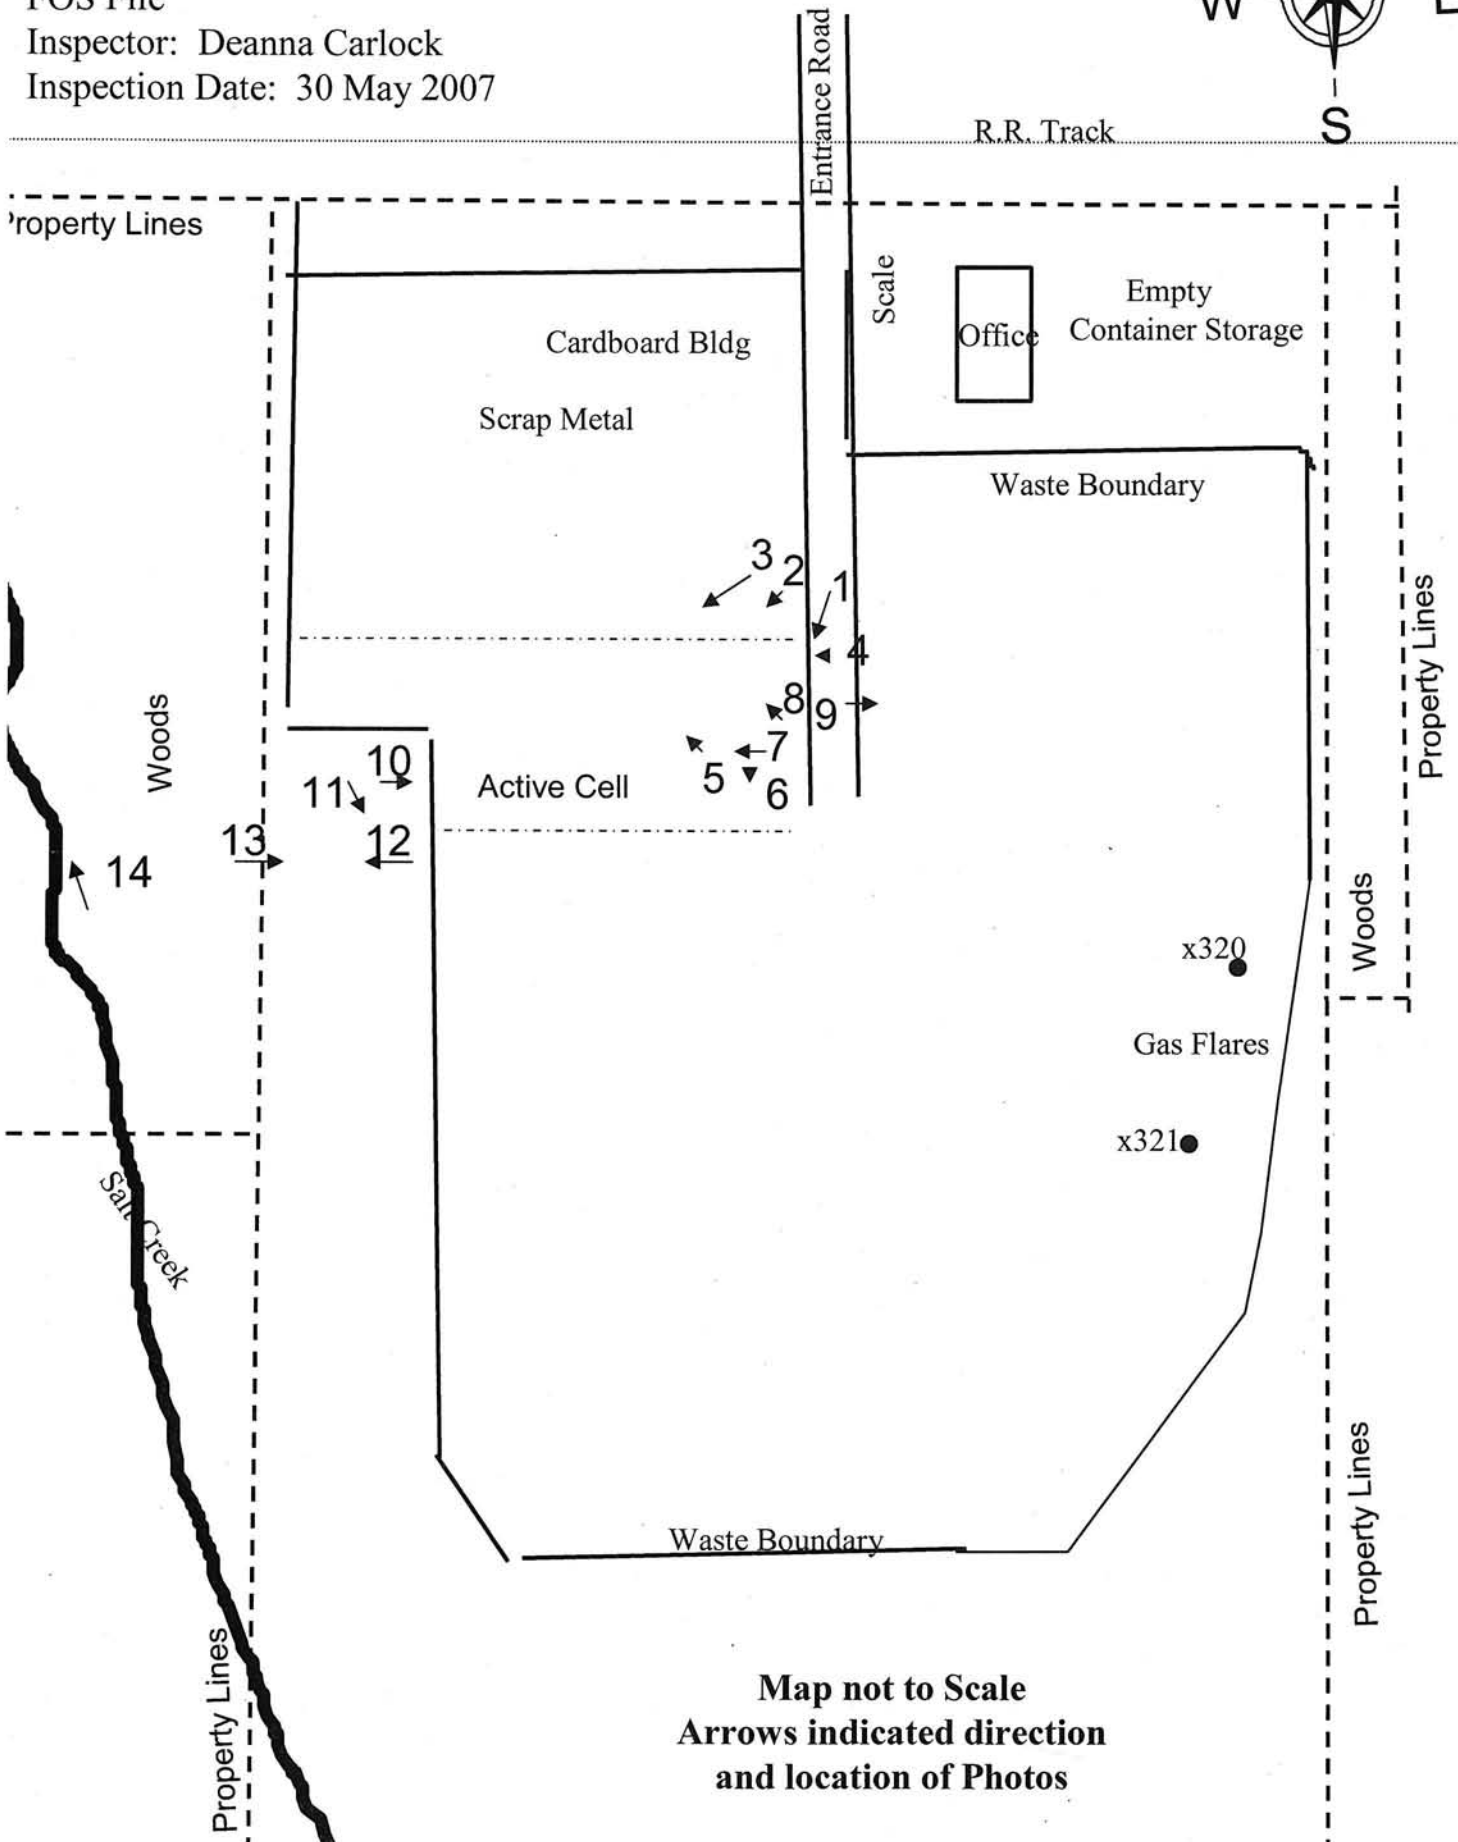 Inspector: Deanna Carlock
Inspection Date: 30 May 2007
W
S
Entrance Road
R.R. Track
Property Lines
Scale
Office
Empty
Container Storage
Cardboard Bldg
Scrap Metal
Waste Boundary
3
2
1
4
8
9
7
5
6
10
11
12
13
14
Active Cell
Woods
Property Lines
Woods
x320
Gas Flares
x321
Salt Creek
Waste Boundary
Property Lines
Property Lines
Map not to Scale
Arrows indicated direction
and location of Photos